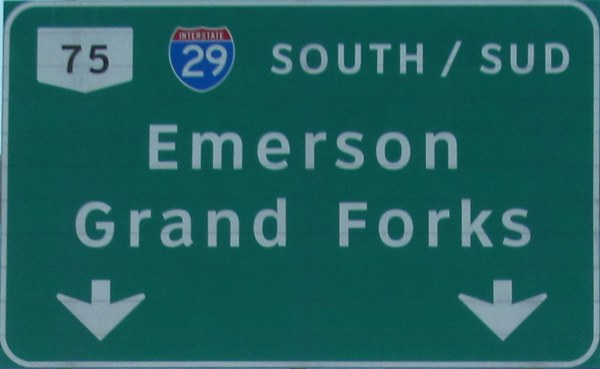 75 INTERSTATE 29 SOUTH / SUD
Emerson
Grand Forks